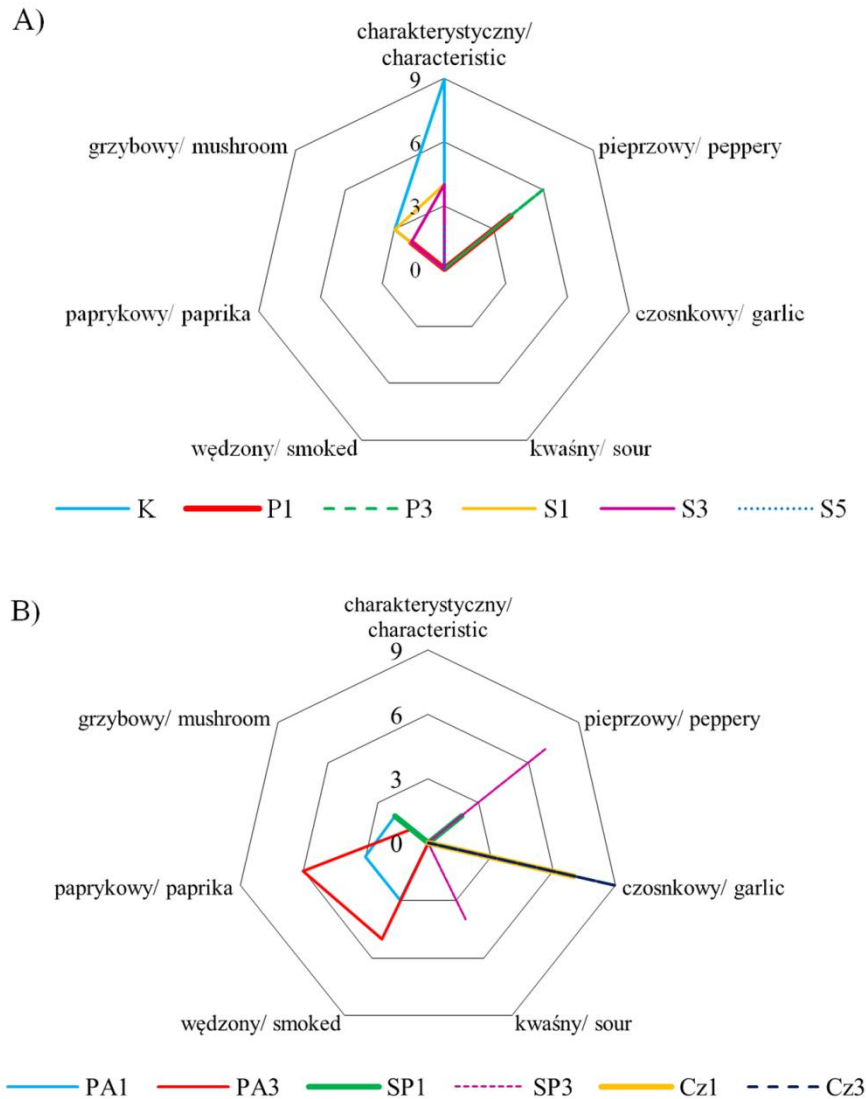 A)
charakterystyczny/
characteristic
9
grzybowy/ mushroom
6
pieprzowy/ peppery
3
0
paprykowy/ paprika
czosnkowy/ garlic
wędzony/ smoked
kwaśny/ sour
K P1 P3 S1 S3 S5
B)
charakterystyczny/
characteristic
9
grzybowy/ mushroom
6
pieprzowy/ peppery
3
0
paprykowy/ paprika
czosnkowy/ garlic
wędzony/ smoked
kwaśny/ sour
PA1 PA3 SP1 SP3 Cz1 Cz3